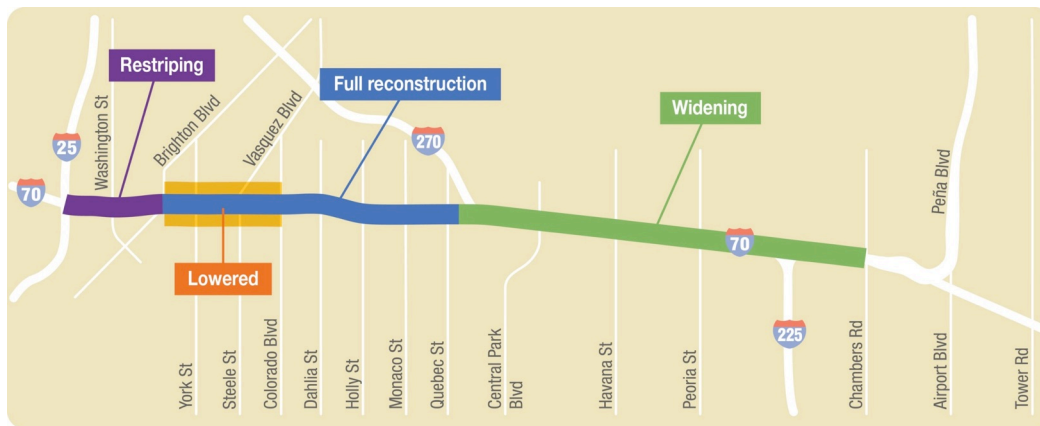 Restriping
Full reconstruction
Widening
Lowered
25
70
270
70
225
Washington St
Brighton Blvd
Vasquez Blvd
Peña Blvd
York St
Steele St
Colorado Blvd
Dahlia St
Holly St
Monaco St
Quebec St
Central Park
Blvd
Havana St
Peoria St
Chambers Rd
Airport Blvd
Tower Rd